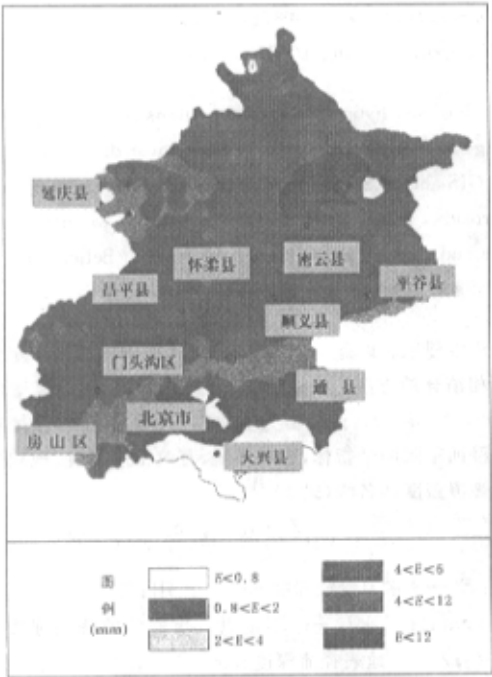 延庆县
怀柔县
密云县
昌平县
平谷县
顺义县
门头沟区
通 县
北京市
房山区
大兴县
图
例
(mm)
E<0.8
0.8<E<2
2<E<4
4<E<6
4<E<12
E<12